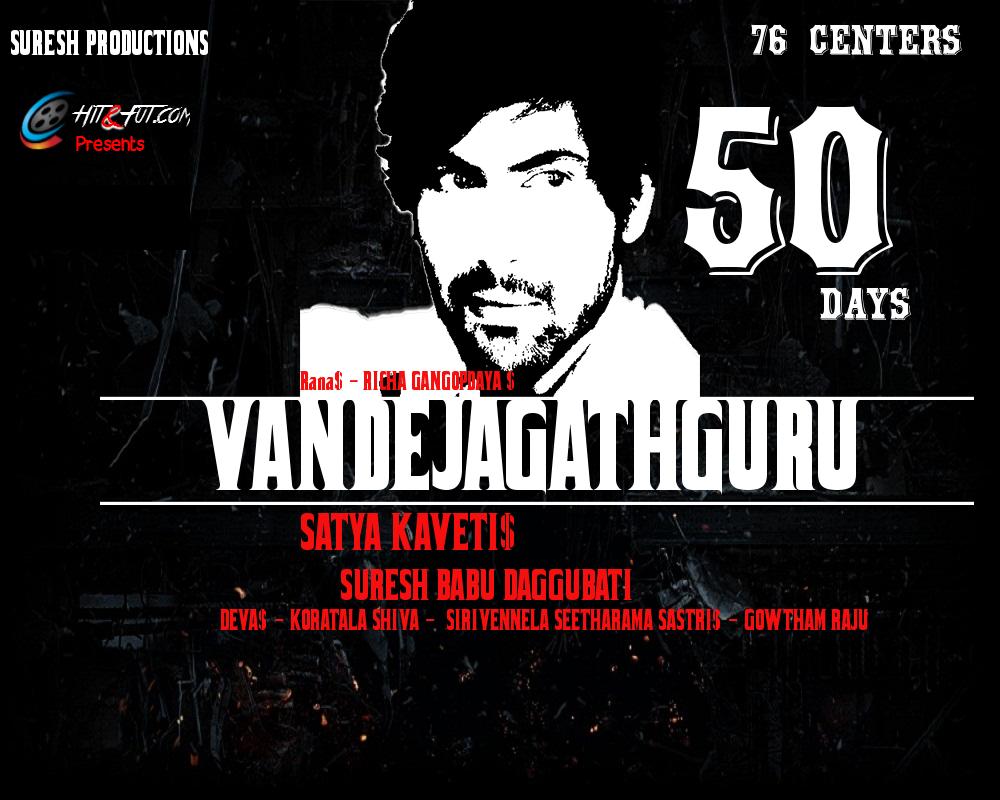 SURESH PRODUCTIONS
76 CENTERS
HIT&FUT.COM
Presents
50
DAYS
Rana$ - RICHA GANGOPDAYA $
VANDEJAGATHGURU
SATYA KAVETI$
SURESH BABU DAGGUBATI
DEVA$ - KORATALA SHIVA - SIRIVENNELA SEETHARAMA SASTRI$ - GOWTHAM RAJU